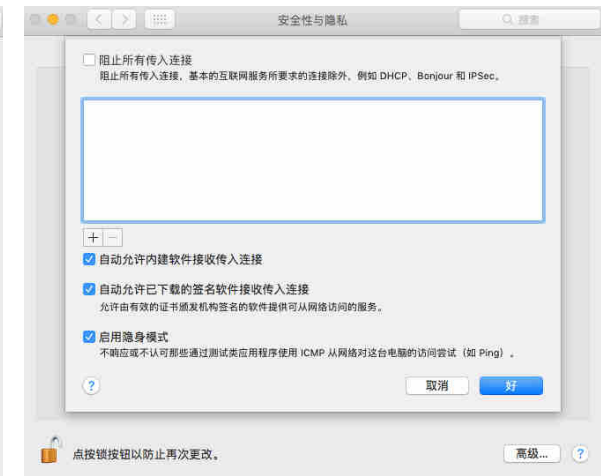 安全性与隐私
搜索
阻止所有传入连接
阻止所有传入连接，基本的互联网服务所要求的连接除外，例如 DHCP、Bonjour 和 IPSec。
+ −
自动允许内建软件接收传入连接
自动允许已下载的签名软件接收传入连接
允许由有效的证书颁发机构签名的软件提供可从网络访问的服务。
启用隐身模式
不响应或不认可那些通过测试类应用程序使用 ICMP 从网络对这台电脑的访问尝试（如 Ping）。
? 取消 好
点按锁按钮以防止再次更改。 高级... ?